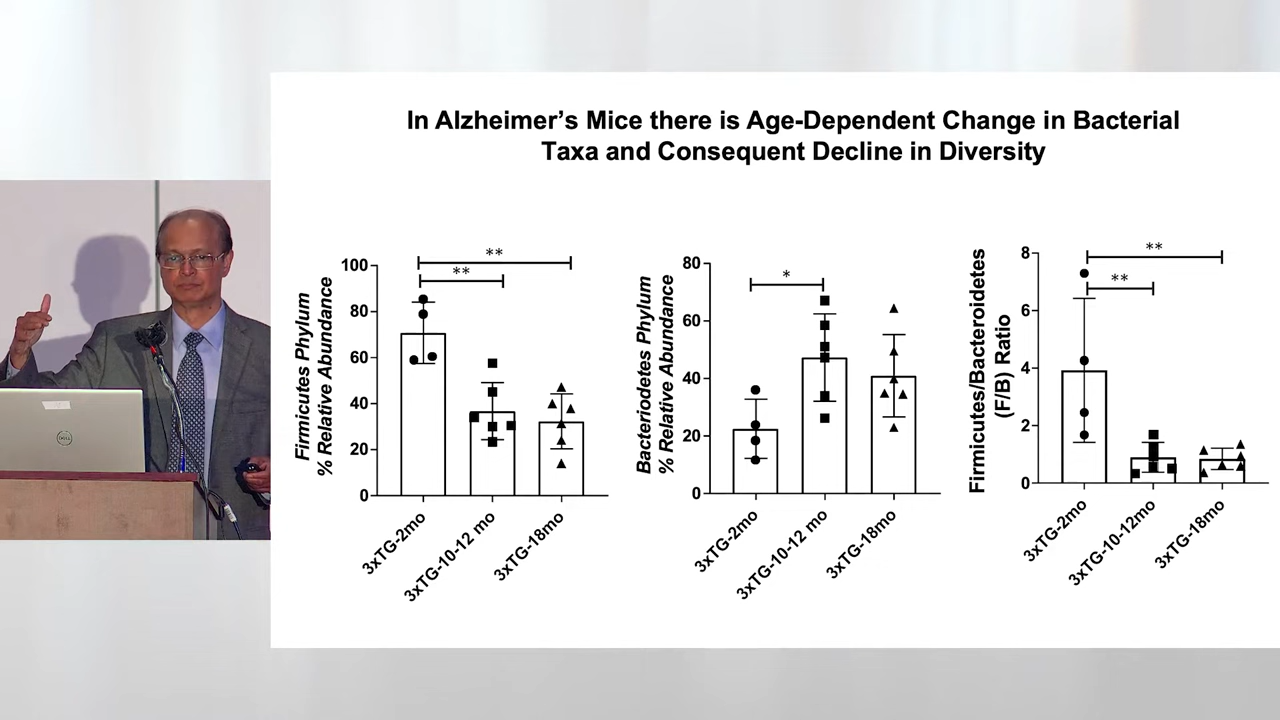 In Alzheimer's Mice there is Age-Dependent Change in Bacterial
Taxa and Consequent Decline in Diversity
Firmicutes Phylum
% Relative Abundance
100
80
60
40
20
0
**
**
3xTG-2mo
3xTG-10-12 mo
3xTG-18mo
Bacteriodetes Phylum
% Relative Abundance
80
60
40
20
0
*
3xTG-2mo
3xTG-10-12 mo
3xTG-18mo
Firmicutes/Bacteroidetes
(F/B) Ratio
8
6
4
2
0
**
**
3xTG-2mo
3xTG-10-12mo
3xTG-18mo
DELL